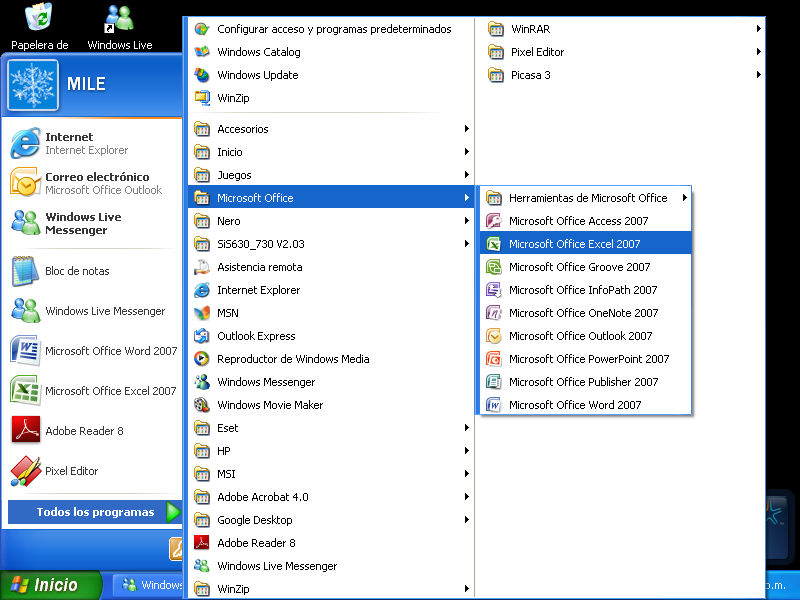 Papelera de
Windows Live
MILE
Internet
Internet Explorer
Correo electrónico
Microsoft Office Outlook
Windows Live
Messenger
Bloc de notas
Windows Live Messenger
Microsoft Office Word 2007
Microsoft Office Excel 2007
Adobe Reader 8
Pixel Editor
Todos los programas
Configurar acceso y programas predeterminados
Windows Catalog
Windows Update
WinZip
Accesorios
Inicio
Juegos
Microsoft Office
Nero
SiS630_730 V2.03
Asistencia remota
Internet Explorer
MSN
Outlook Express
Reproductor de Windows Media
Windows Messenger
Windows Movie Maker
Eset
HP
MSI
Adobe Acrobat 4.0
Google Desktop
Adobe Reader 8
Windows Live Messenger
WinZip
WinRAR
Pixel Editor
Picasa 3
Herramientas de Microsoft Office
Microsoft Office Access 2007
Microsoft Office Excel 2007
Microsoft Office Groove 2007
Microsoft Office InfoPath 2007
Microsoft Office OneNote 2007
Microsoft Office Outlook 2007
Microsoft Office PowerPoint 2007
Microsoft Office Publisher 2007
Microsoft Office Word 2007
Inicio
Windows